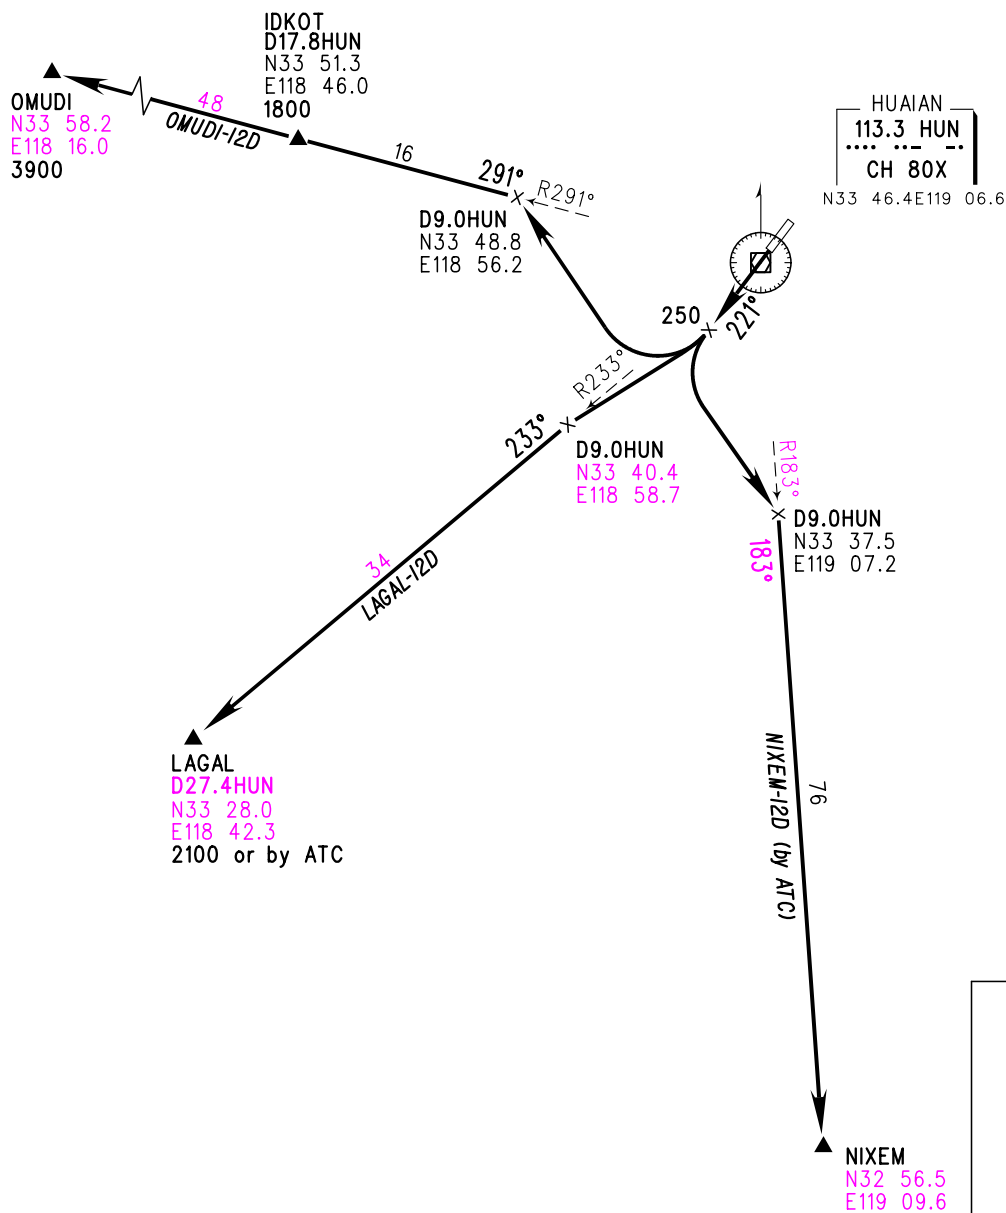 IDKOT
D17.8HUN
N33 51.3
E118 46.0
1800
OMUDI
N33 58.2
E118 16.0
3900
48
OMUDI-12D
16
291°
R291°
D9.0HUN
N33 48.8
E118 56.2
HUAIAN
113.3 HUN
CH 80X
N33 46.4E119 06.6
250
221°
R233°
233°
D9.0HUN
N33 40.4
E118 58.7
R183°
D9.0HUN
N33 37.5
E119 07.2
183°
34
LAGAL-12D
LAGAL
D27.4HUN
N33 28.0
E118 42.3
2100 or by ATC
76
NIXEM-12D (by ATC)
NIXEM
N32 56.5
E119 09.6